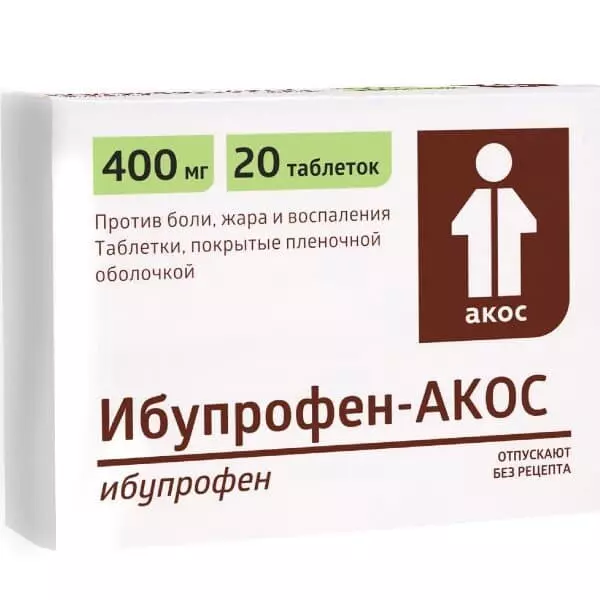 400 мг 20 таблеток
Против боли, жара и воспаления
Таблетки, покрытые пленочной
оболочкой
акос
Ибупрофен-АКОС
ибупрофен
ОТПУСКАЮТ
БЕЗ РЕЦЕПТА